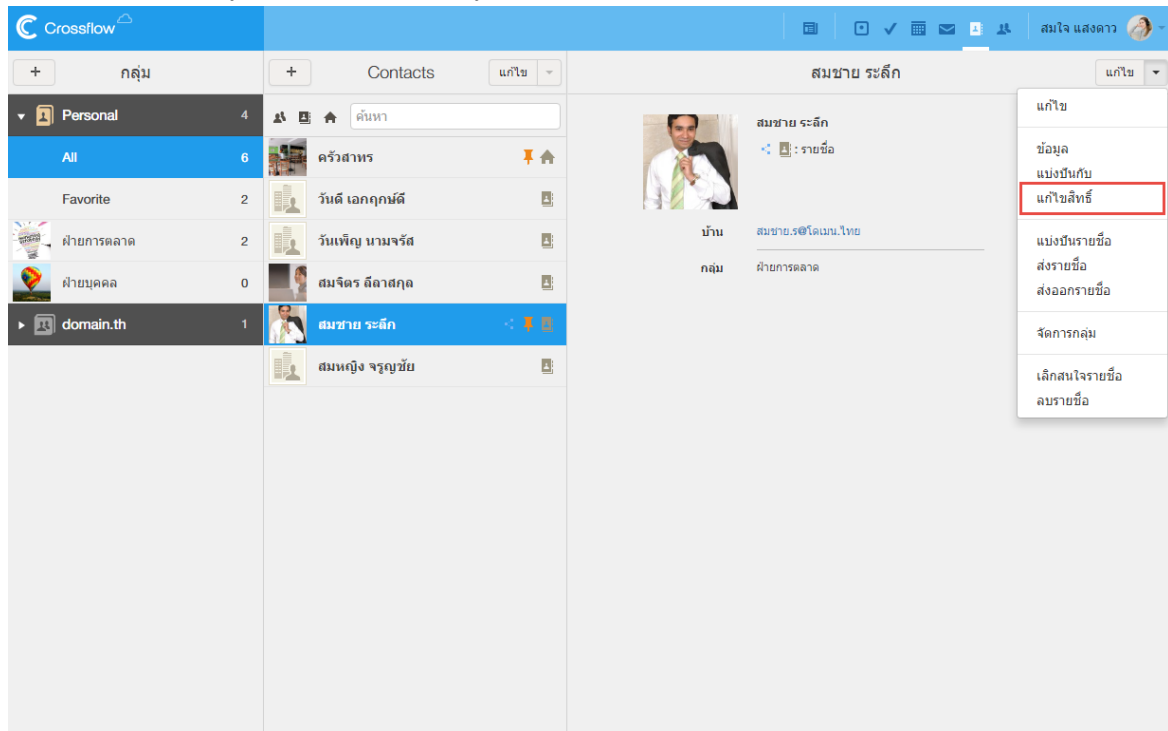 Crossflow
สมใจ แสงดาว
+ กลุ่ม
+ Contacts แก้ไข
สมชาย ระลึก แก้ไข
Personal 4
All 6
Favorite 2
ฝ่ายการตลาด 2
ฝ่ายบุคคล 0
domain.th 1
ค้นหา
ครัวสาทร
วันดี เอกฤกษ์ดี
วันเพ็ญ นามจรัส
สมจิตร ลีลาสกุล
สมชาย ระลึก
สมหญิง จรูญชัย
สมชาย ระลึก
: รายชื่อ
บ้าน สมชาย.ร@โดเมน.ไทย
กลุ่ม ฝ่ายการตลาด
แก้ไข
ข้อมูล
แบ่งปันกับ
แก้ไขสิทธิ์
แบ่งปันรายชื่อ
ส่งรายชื่อ
ส่งออกรายชื่อ
จัดการกลุ่ม
เลิกสนใจรายชื่อ
ลบรายชื่อ